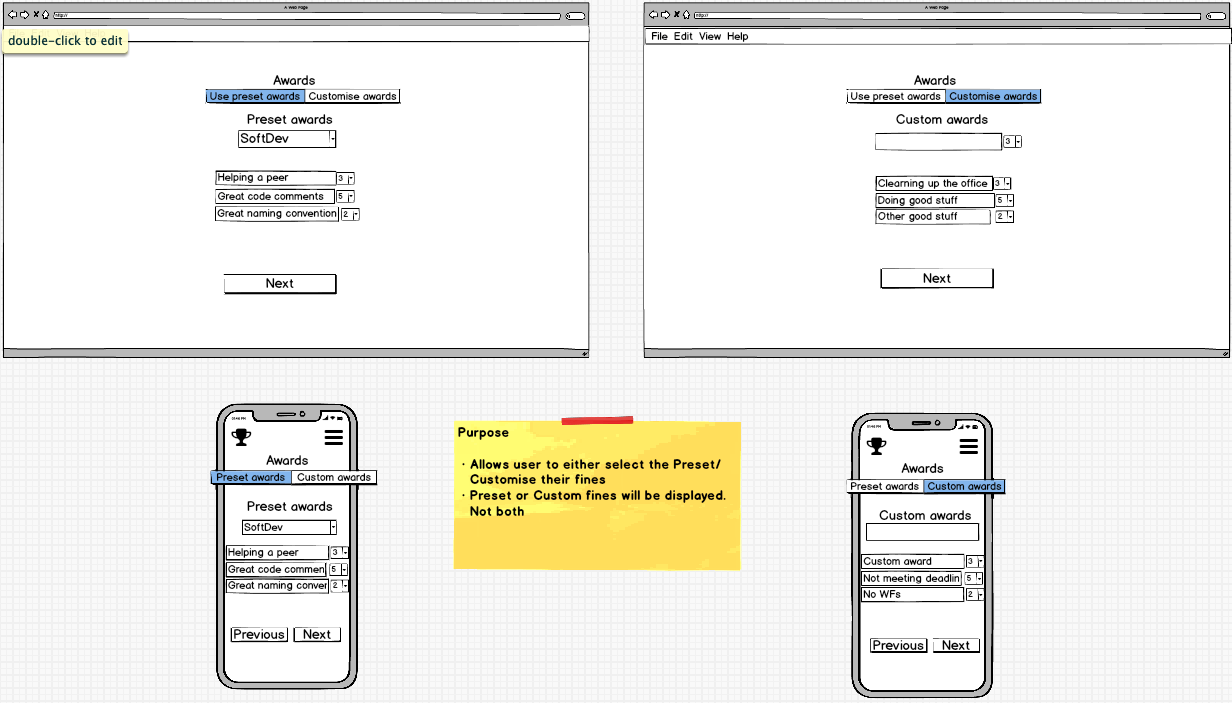 A Web Page
http://
double-click to edit
Awards
Use preset awards Customise awards
Preset awards
SoftDev
Helping a peer 3
Great code comments 5
Great naming convention 2
Next
A Web Page
http://
File Edit View Help
Awards
Use preset awards Customise awards
Custom awards
3
Clearning up the office 3
Doing good stuff 5
Other good stuff 2
Next
Awards
Preset awards Custom awards
Preset awards
SoftDev
Helping a peer 3
Great code commen 5
Great naming conver 2
Previous Next
Purpose
· Allows user to either select the Preset/
Customise their fines
· Preset or Custom fines will be displayed.
Not both
Awards
Preset awards Custom awards
Custom awards
Custom award 3
Not meeting deadlin 5
No WFs 2
Previous Next